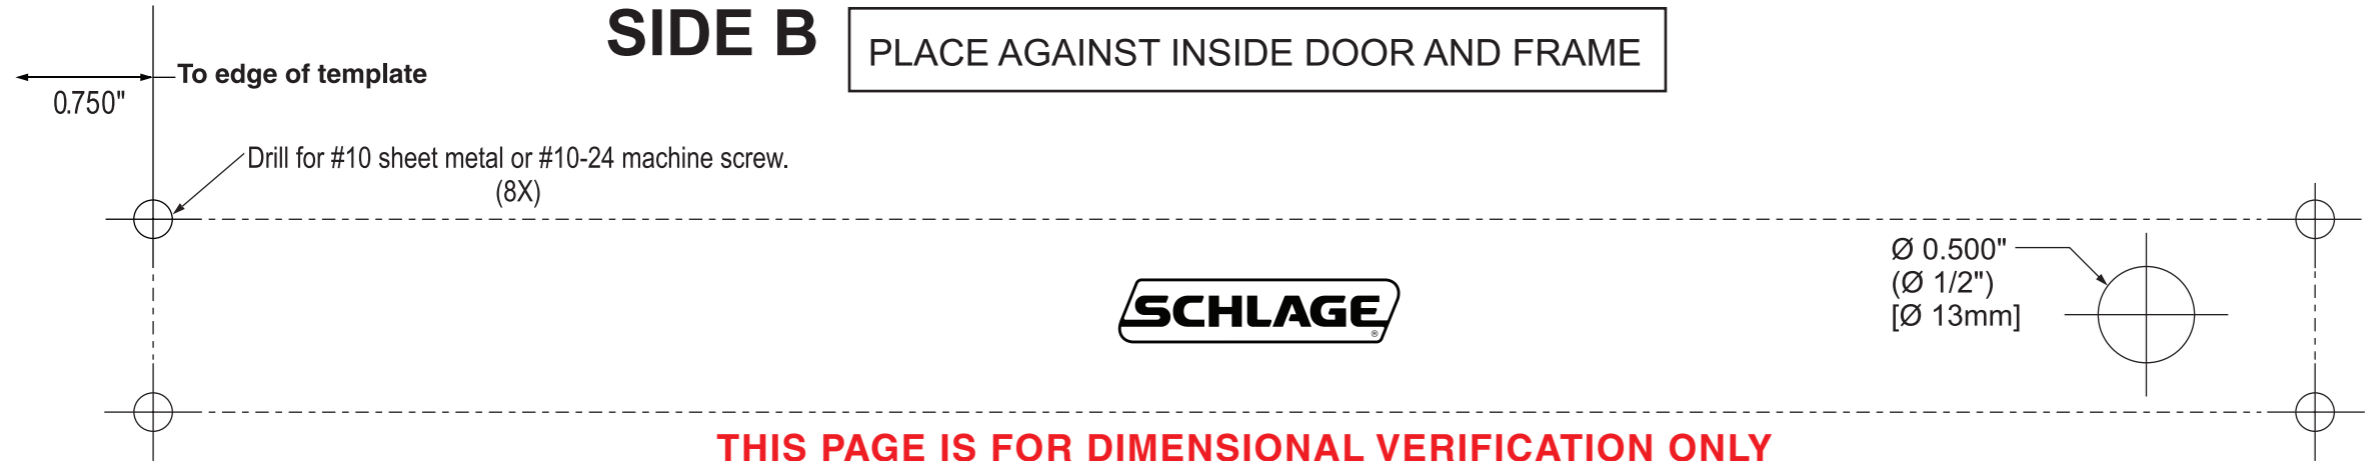 SIDE B
PLACE AGAINST INSIDE DOOR AND FRAME
To edge of template
0.750"
Drill for #10 sheet metal or #10-24 machine screw.
(8X)
Ø 0.500"
(Ø 1/2")
[Ø 13mm]
SCHLAGE®
THIS PAGE IS FOR DIMENSIONAL VERIFICATION ONLY